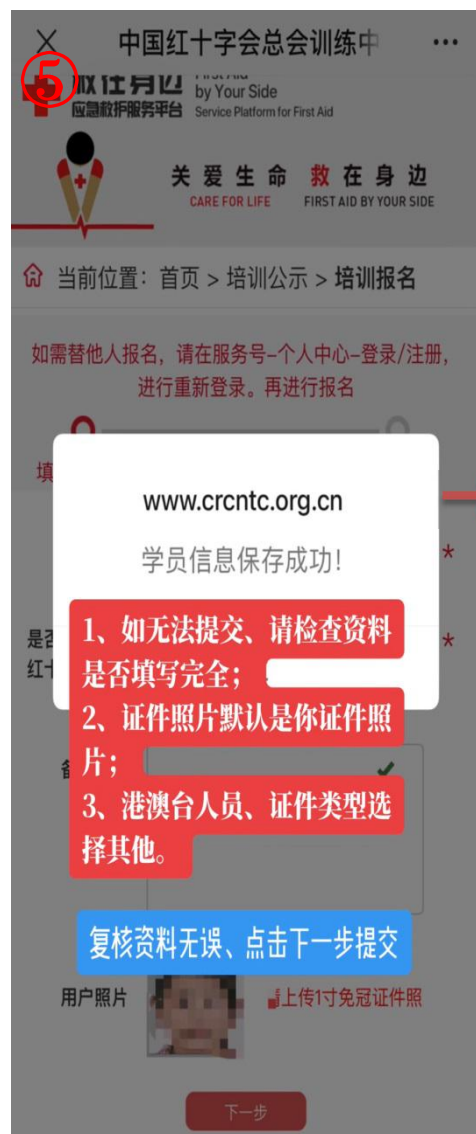 中国红十字会总会训练中
⑤
救在身边
by Your Side
应急救护服务平台 Service Platform for First Aid
关爱生命 救在身边
CARE FOR LIFE FIRST AID BY YOUR SIDE
当前位置：首页 > 培训公示 > 培训报名
如需替他人报名，请在服务号–个人中心–登录/注册，
进行重新登录。再进行报名
填
www.crcntc.org.cn
学员信息保存成功！
*
是否
*
红十
1、如无法提交、请检查资料
是否填写完全；
2、证件照片默认是你证件照
片；
3、港澳台人员、证件类型选
择其他。
复核资料无误、点击下一步提交
用户照片
上传1寸免冠证件照
下一步